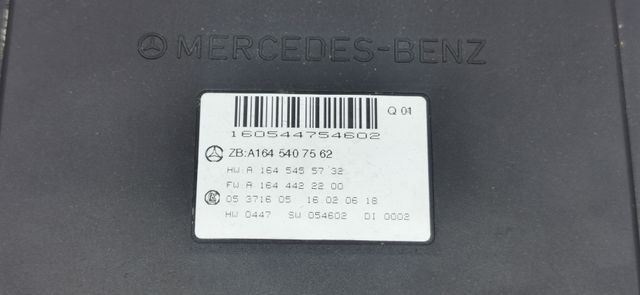 MERCEDES-BENZ
Q 01
160544754602
ZB:A164 540 75 62
HW:A 164 545 57 32
FW:A 164 442 22 00
05 3716 05 16 02 06 18
HW 0447 SW 054602 DI 0002